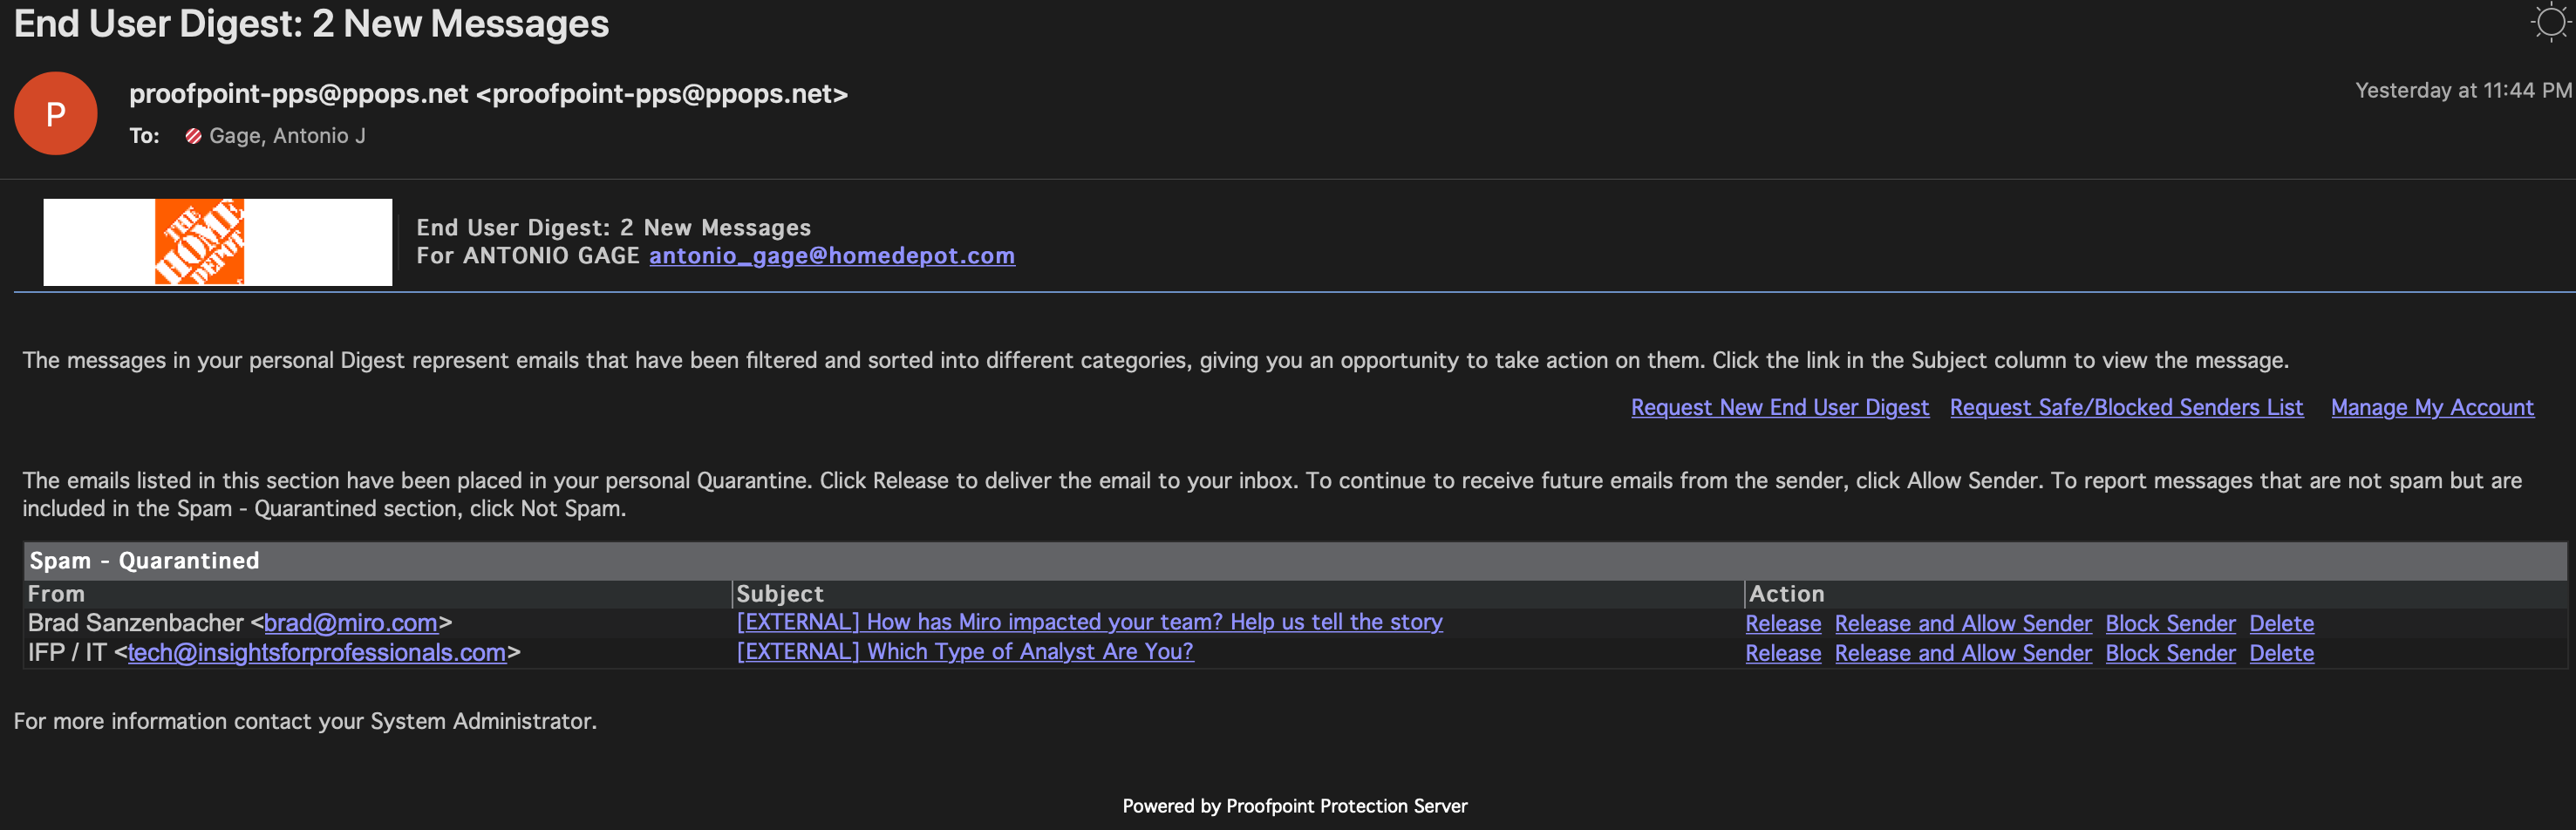 End User Digest: 2 New Messages
P
proofpoint-pps@ppops.net <proofpoint-pps@ppops.net>
Yesterday at 11:44 PM
To: Gage, Antonio J
THE HOME DEPOT
End User Digest: 2 New Messages
For ANTONIO GAGE antonio_gage@homedepot.com
The messages in your personal Digest represent emails that have been filtered and sorted into different categories, giving you an opportunity to take action on them. Click the link in the Subject column to view the message.
Request New End User Digest Request Safe/Blocked Senders List Manage My Account
The emails listed in this section have been placed in your personal Quarantine. Click Release to deliver the email to your inbox. To continue to receive future emails from the sender, click Allow Sender. To report messages that are not spam but are
included in the Spam - Quarantined section, click Not Spam.
Spam - Quarantined
From Subject Action
Brad Sanzenbacher <brad@miro.com> [EXTERNAL] How has Miro impacted your team? Help us tell the story Release Release and Allow Sender Block Sender Delete
IFP / IT <tech@insightsforprofessionals.com> [EXTERNAL] Which Type of Analyst Are You? Release Release and Allow Sender Block Sender Delete
For more information contact your System Administrator.
Powered by Proofpoint Protection Server